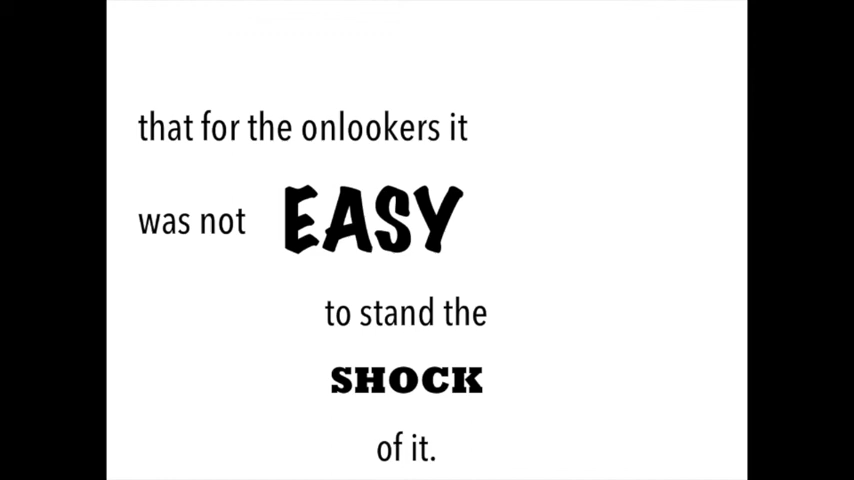 that for the onlookers it
was not EASY
to stand the
SHOCK
of it.